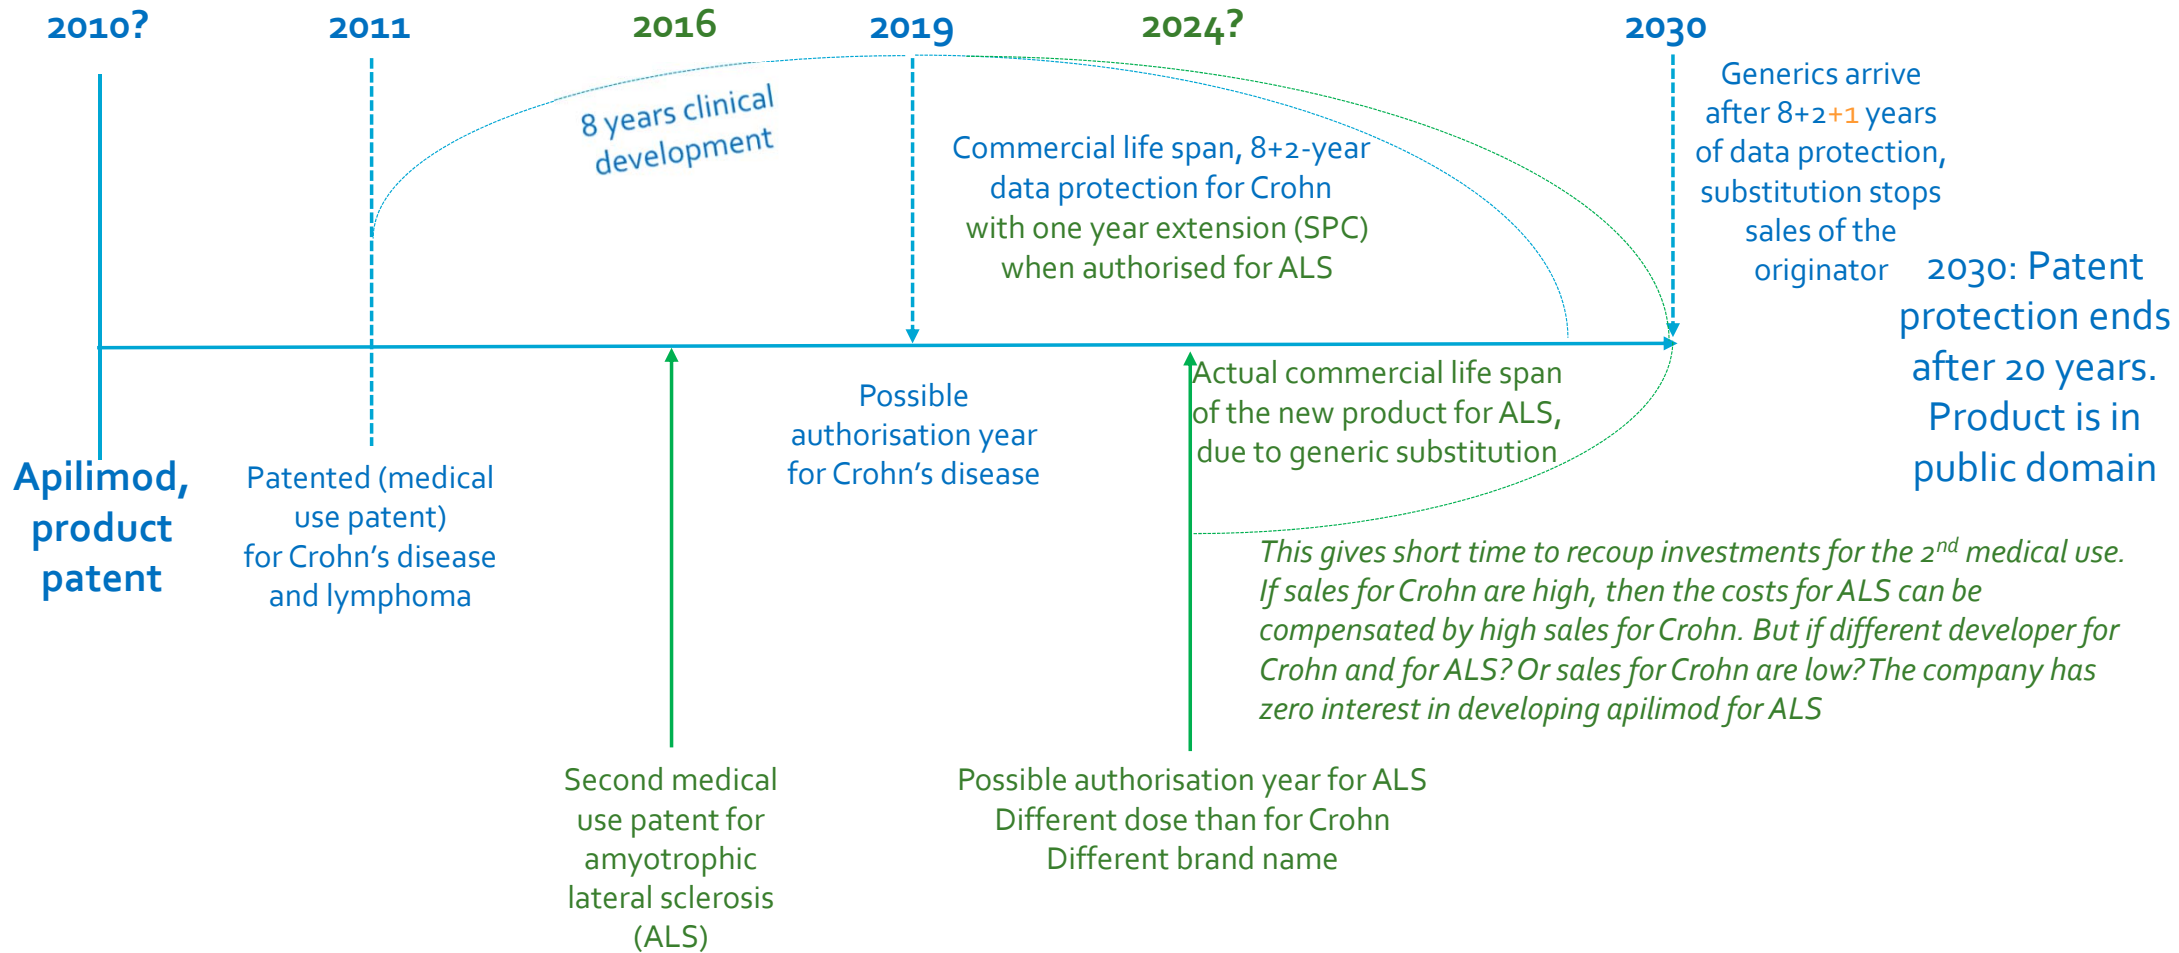 2010?
2011
2016
2019
2024?
2030
8 years clinical
development
Commercial life span, 8+2-year
data protection for Crohn
with one year extension (SPC)
when authorised for ALS
Generics arrive
after 8+2+1 years
of data protection,
substitution stops
sales of the
originator
2030: Patent
protection ends
after 20 years.
Product is in
public domain
Apilimod,
product
patent
Patented (medical
use patent)
for Crohn's disease
and lymphoma
Possible
authorisation year
for Crohn's disease
Actual commercial life span
of the new product for ALS,
due to generic substitution
This gives short time to recoup investments for the 2nd medical use.
If sales for Crohn are high, then the costs for ALS can be
compensated by high sales for Crohn. But if different developer for
Crohn and for ALS? Or sales for Crohn are low? The company has
zero interest in developing apilimod for ALS
Second medical
use patent for
amyotrophic
lateral sclerosis
(ALS)
Possible authorisation year for ALS
Different dose than for Crohn
Different brand name